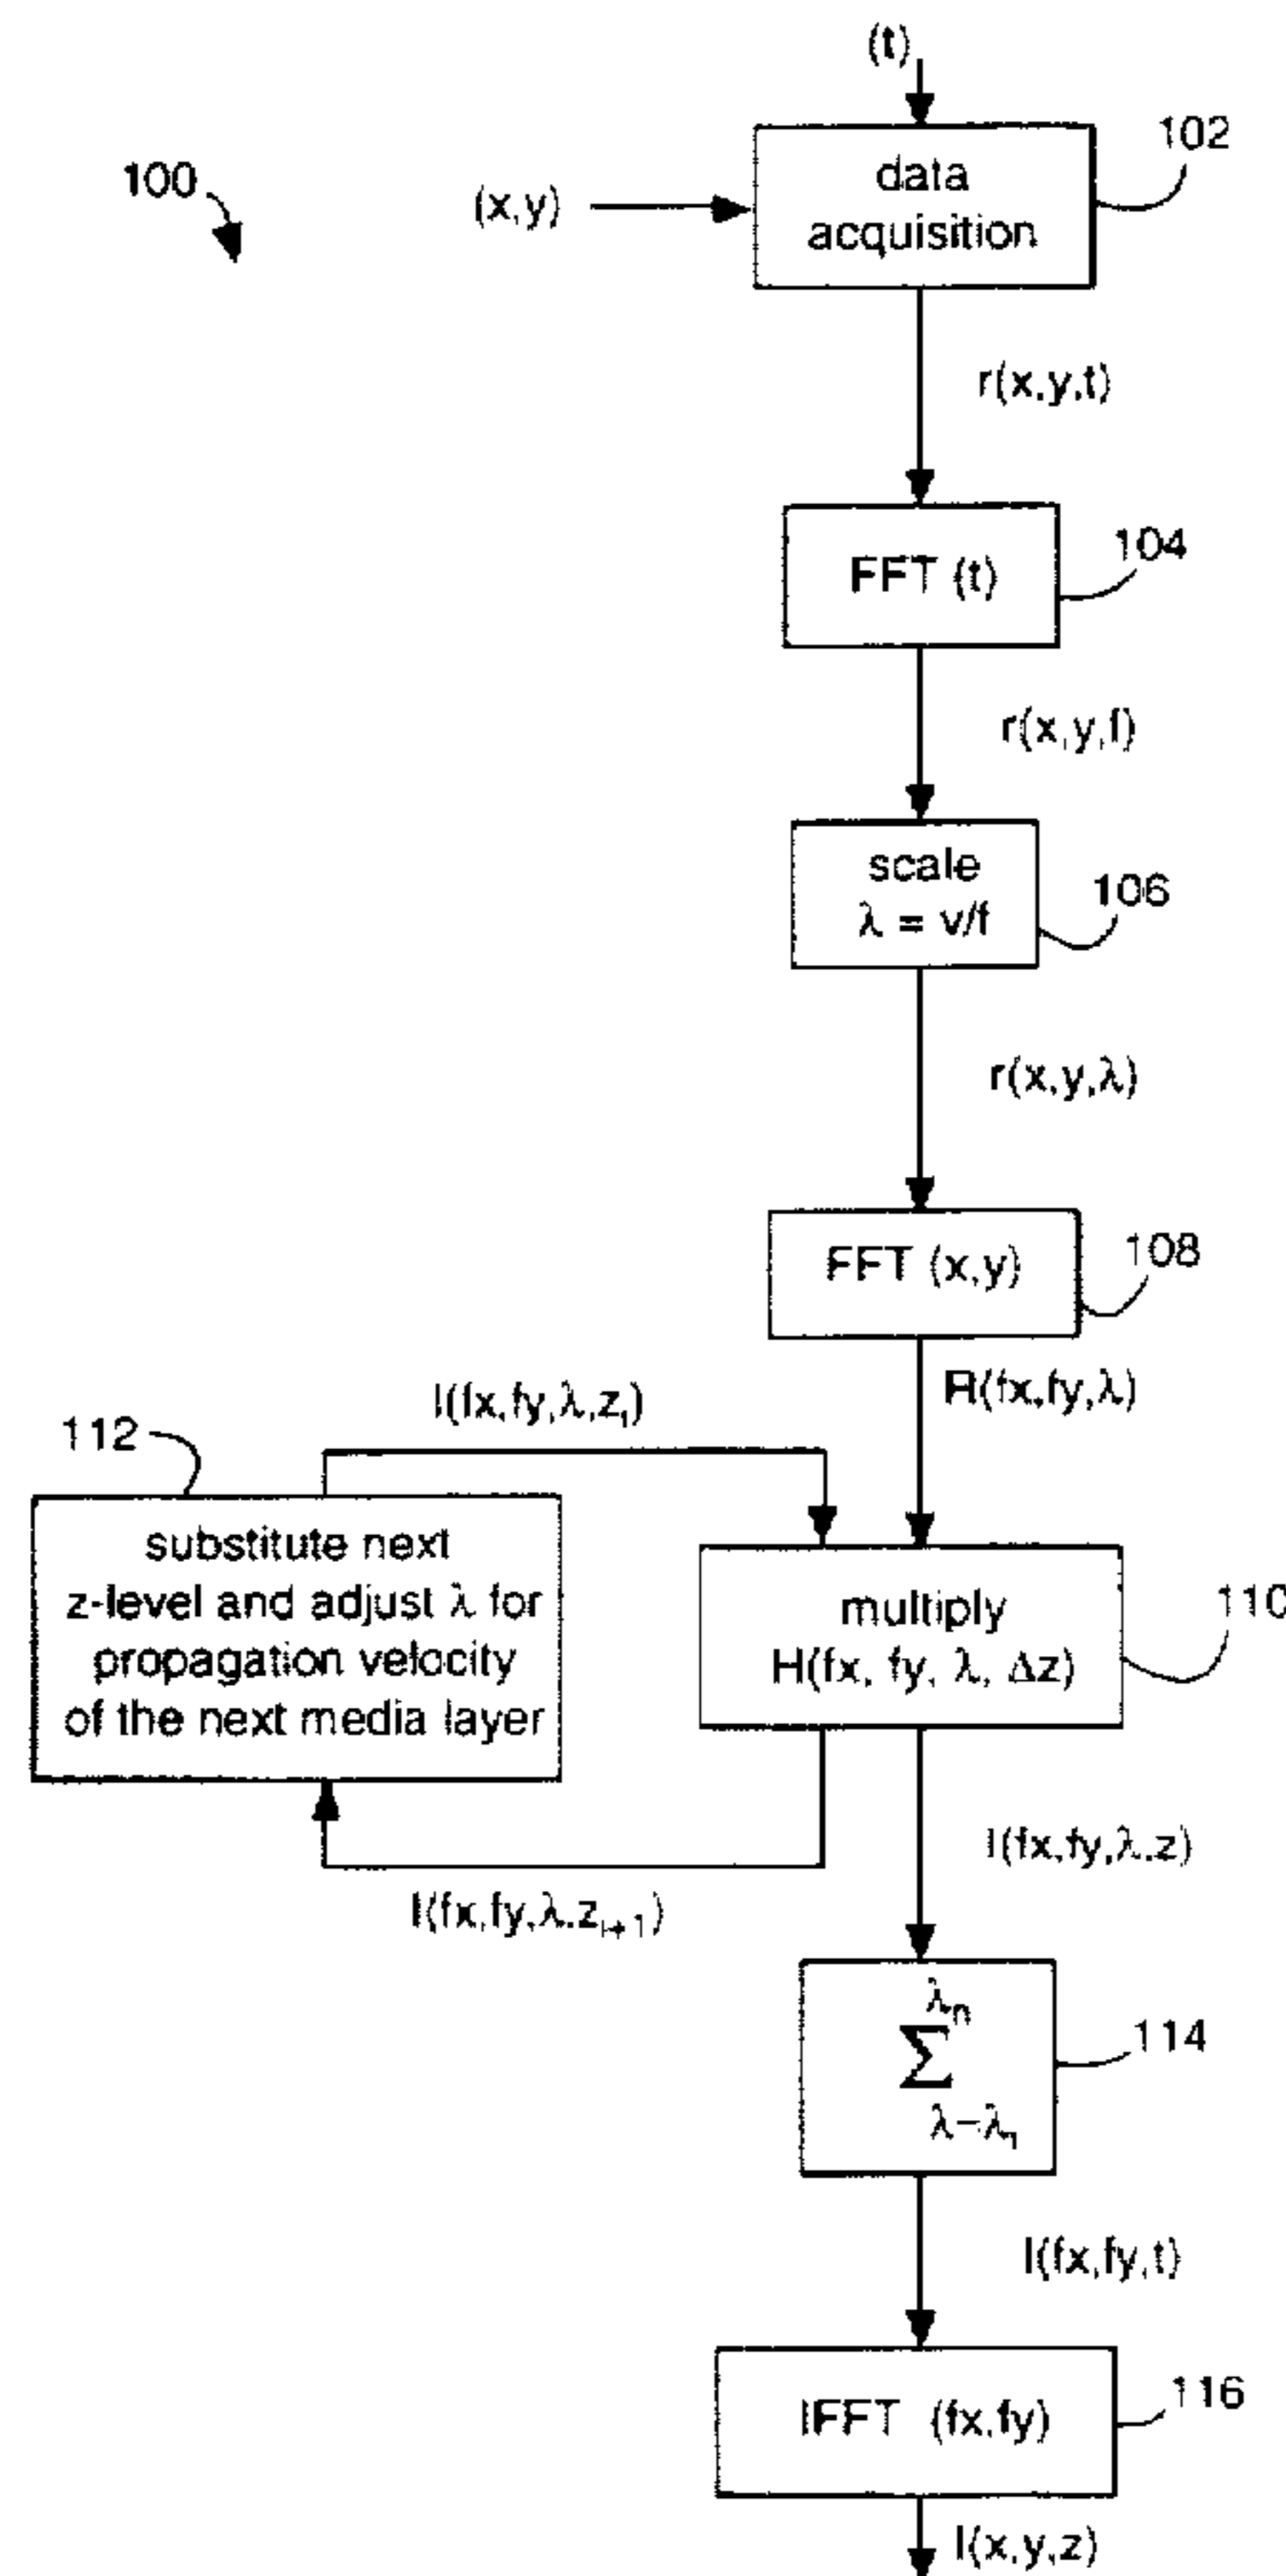 (t)
100
(x,y)
data
acquisition
102
r(x,y,t)
FFT (t)
104
r(x,y,f)
scale
λ = v/f
106
r(x,y,λ)
FFT (x,y)
108
R(fx,fy,λ)
I(fx,fy,λ,zᵢ)
112
substitute next
z-level and adjust λ for
propagation velocity
of the next media layer
multiply
H(fx, fy, λ, Δz)
110
I(fx,fy,λ,z)
I(fx,fy,λ,zᵢ₊₁)
λₙ
Σ
λ=λ₁
114
I(fx,fy,t)
IFFT (fx,fy)
116
I(x,y,z)